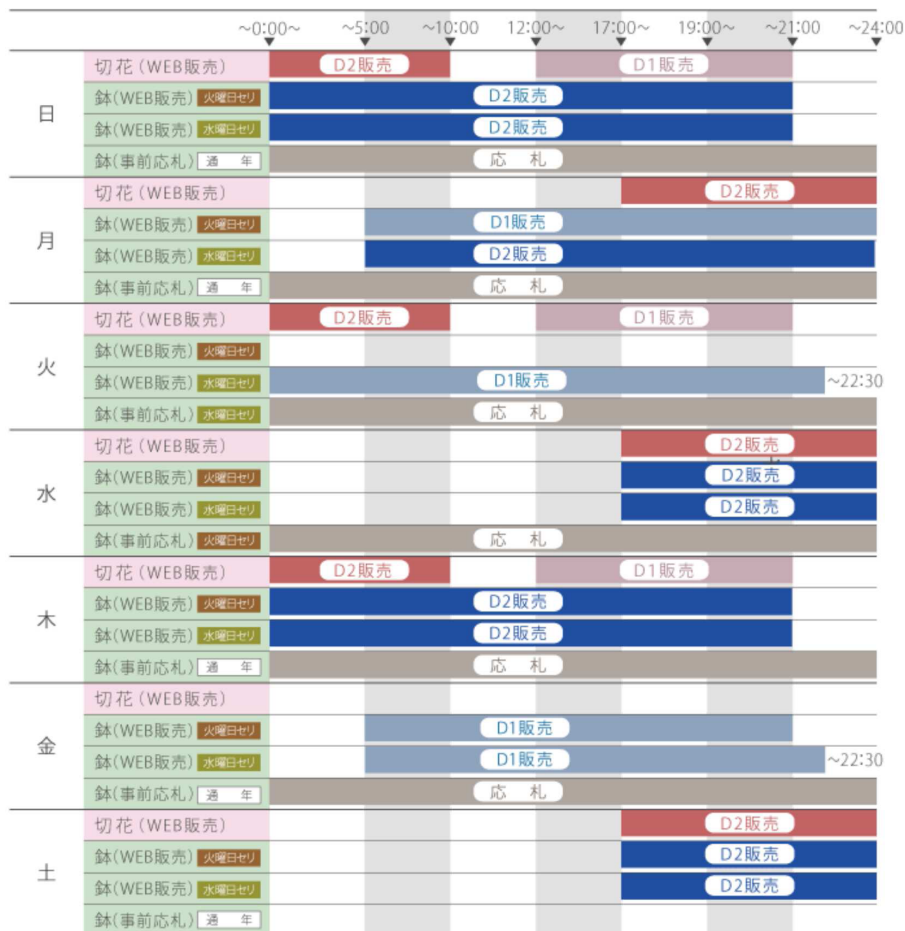 ~0:00~ ~5:00 ~10:00 12:00~ 17:00~ 19:00~ ~21:00 ~24:00
日
切花(WEB販売) D2販売 D1販売
鉢(WEB販売) 火曜日セリ D2販売
鉢(WEB販売) 水曜日セリ D2販売
鉢(事前応札) 通 年 応 札
月
切花(WEB販売) D2販売
鉢(WEB販売) 火曜日セリ D1販売
鉢(WEB販売) 水曜日セリ D2販売
鉢(事前応札) 通 年 応 札
火
切花(WEB販売) D2販売 D1販売
鉢(WEB販売) 火曜日セリ
鉢(WEB販売) 水曜日セリ D1販売 ~22:30
鉢(事前応札) 水曜日セリ 応 札
水
切花(WEB販売) D2販売
鉢(WEB販売) 火曜日セリ D2販売
鉢(WEB販売) 水曜日セリ D2販売
鉢(事前応札) 火曜日セリ 応 札
木
切花(WEB販売) D2販売 D1販売
鉢(WEB販売) 火曜日セリ D2販売
鉢(WEB販売) 水曜日セリ D2販売
鉢(事前応札) 通 年 応 札
金
切花(WEB販売)
鉢(WEB販売) 火曜日セリ D1販売
鉢(WEB販売) 水曜日セリ D1販売 ~22:30
鉢(事前応札) 通 年 応 札
土
切花(WEB販売) D2販売
鉢(WEB販売) 火曜日セリ D2販売
鉢(WEB販売) 水曜日セリ D2販売
鉢(事前応札) 通 年